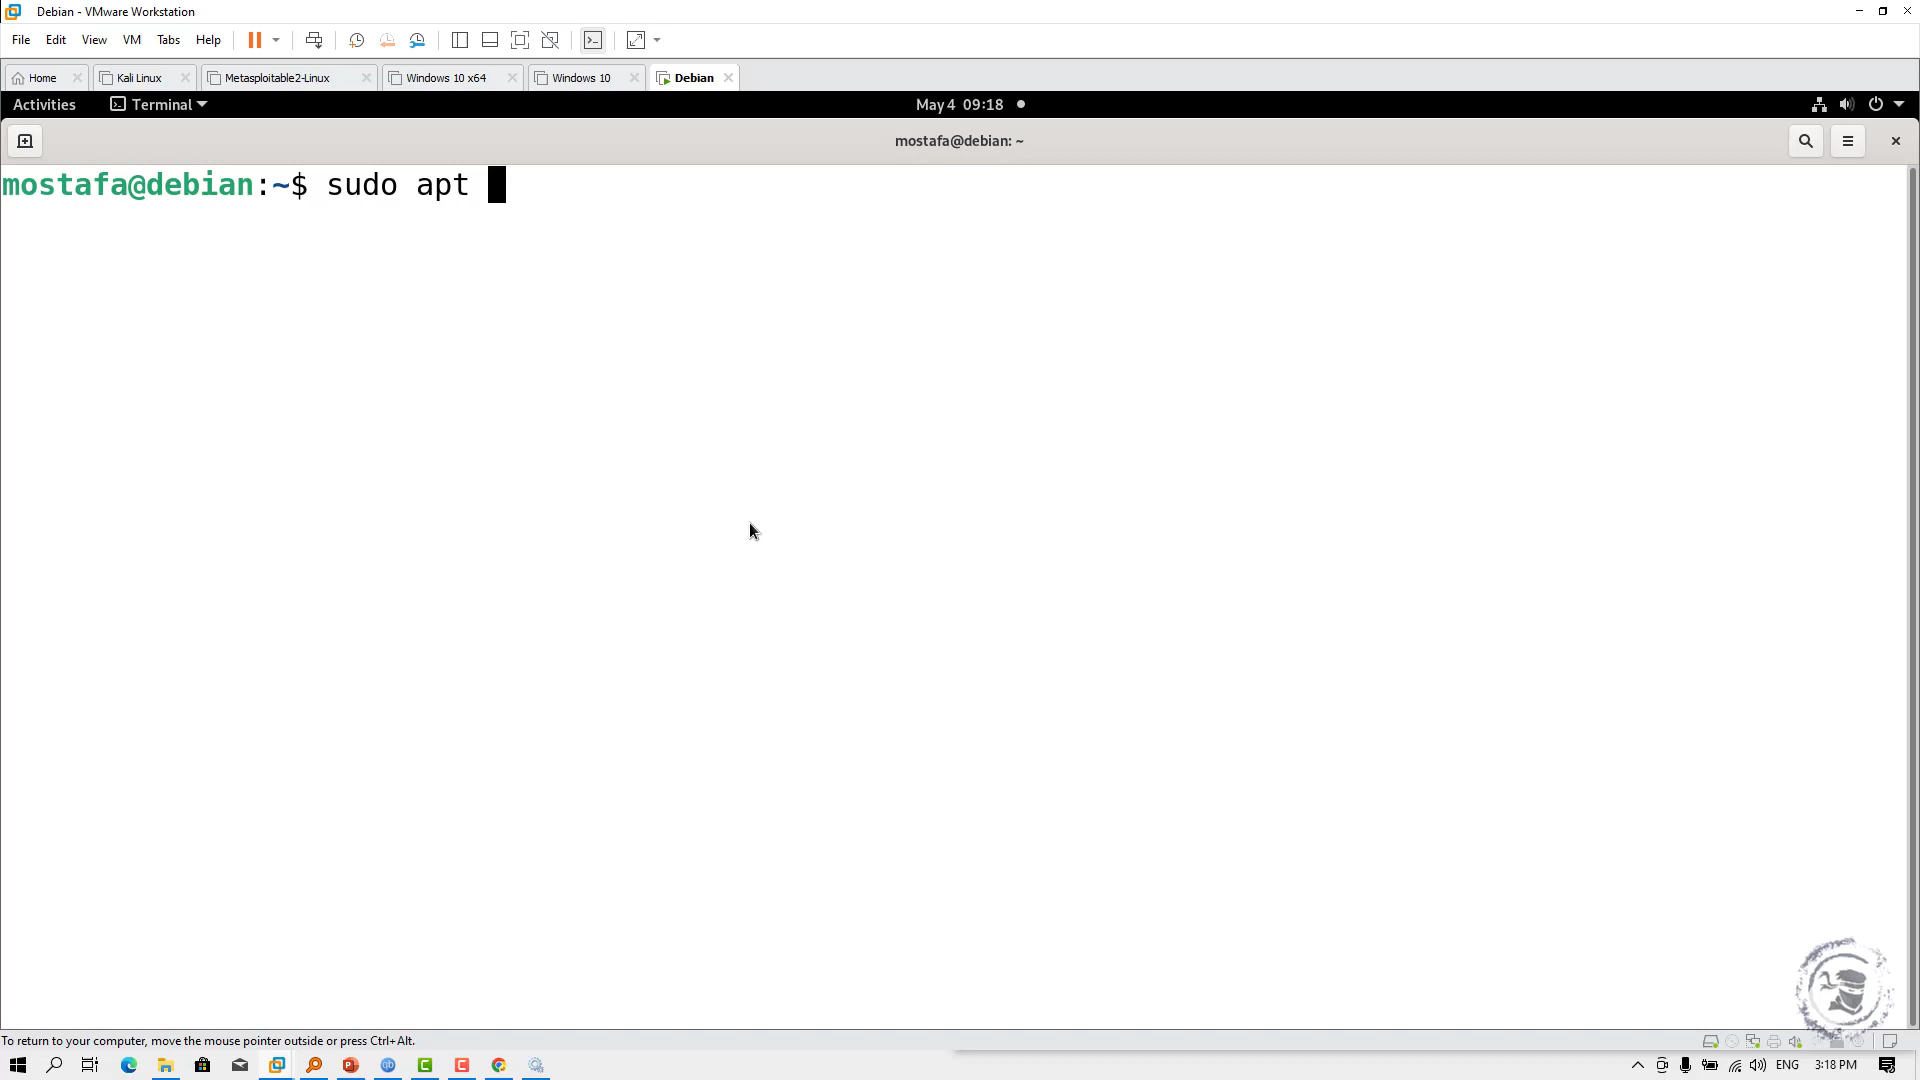 Debian - VMware Workstation
File Edit View VM Tabs Help
Home Kali Linux Metasploitable2-Linux Windows 10 x64 Windows 10 Debian
Activities Terminal May 4 09:18
mostafa@debian: ~
mostafa@debian:~$ sudo apt
To return to your computer, move the mouse pointer outside or press Ctrl+Alt.
ENG 3:18 PM